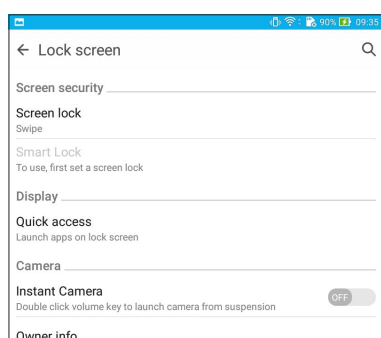 90% 09:35
Lock screen
Screen security
Screen lock
Swipe
Smart Lock
To use, first set a screen lock
Display
Quick access
Launch apps on lock screen
Camera
Instant Camera
Double click volume key to launch camera from suspension
OFF
Owner info